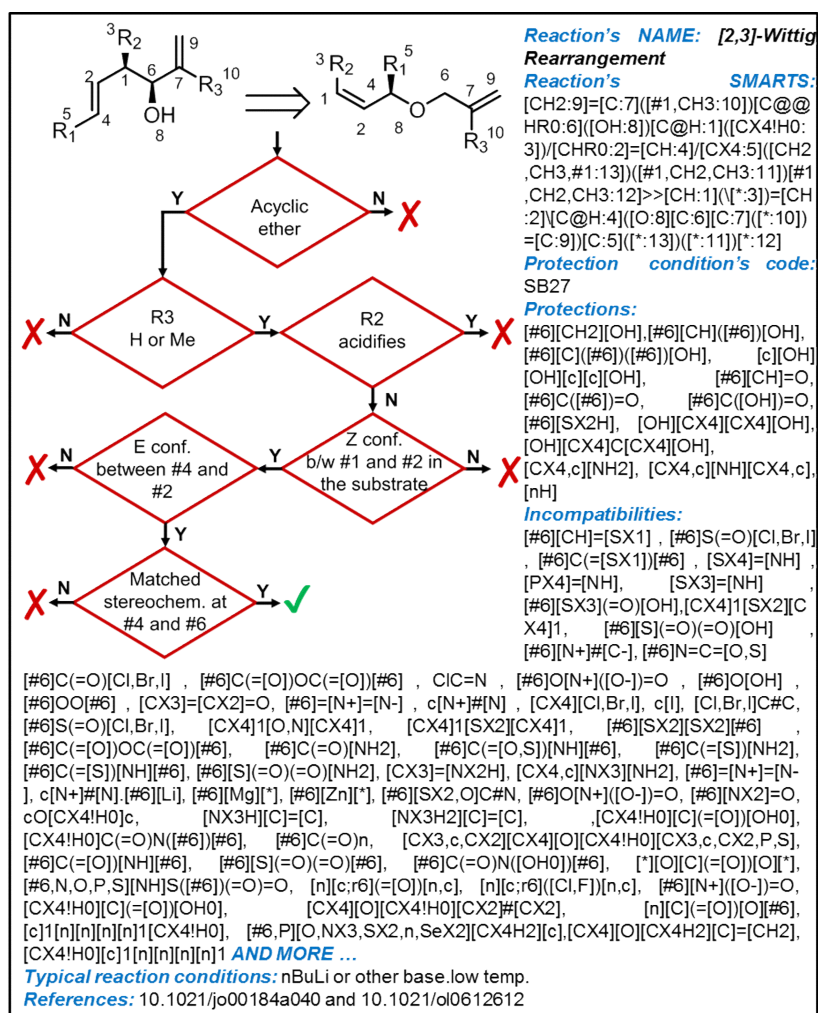 3
R2
9
2
1
6
7
R3
10
5
R1
4
OH
8
3
R2
5
R1
4
6
9
1
O
7
2
8
R3
10
Reaction's NAME: [2,3]-Wittig
Rearrangement
Reaction's SMARTS:
[CH2:9]=[C:7]([#1,CH3:10])[C@@
HR0:6]([OH:8])[C@H:1]([CX4!H0:
3])/[CHR0:2]=[CH:4]/[CX4:5]([CH2
,CH3,#1:13])([#1,CH2,CH3:11])[#1
,CH2,CH3:12]>>[CH:1](\[*:3])=[CH
:2]\[C@H:4]([O:8][C:6][C:7]([*:10])
=[C:9])[C:5]([*:13])([*:11])[*:12]
Protection condition's code:
SB27
Protections:
[#6][CH2][OH],[#6][CH]([#6])[OH],
[#6][C]([#6])([#6])[OH], [c][OH]
[OH][c][c][OH], [#6][CH]=O,
[#6]C([#6])=O, [#6]C([OH])=O,
[#6][SX2H], [OH][CX4][CX4][OH],
[OH][CX4]C[CX4][OH],
[CX4,c][NH2], [CX4,c][NH][CX4,c],
[nH]
Incompatibilities:
[#6][CH]=[SX1] , [#6]S(=O)[Cl,Br,I]
, [#6]C(=[SX1])[#6] , [SX4]=[NH] ,
[PX4]=[NH], [SX3]=[NH] ,
[#6][SX3](=O)[OH],[CX4]1[SX2][C
X4]1, [#6][S](=O)(=O)[OH] ,
[#6][N+]#[C-], [#6]N=C=[O,S]
Y
Acyclic
ether
N
N
R3
H or Me
Y
R2
acidifies
Y
N
N
E conf.
between #4 and
#2
Y
Z conf.
b/w #1 and #2 in
the substrate
N
Y
N
Matched
stereochem. at
#4 and #6
Y
[#6]C(=O)[Cl,Br,I] , [#6]C(=[O])OC(=[O])[#6] , ClC=N , [#6]O[N+]([O-])=O , [#6]O[OH] ,
[#6]OO[#6] , [CX3]=[CX2]=O, [#6]=[N+]=[N-] , c[N+]#[N] , [CX4][Cl,Br,I], c[I], [Cl,Br,I]C#C,
[#6]S(=O)[Cl,Br,I], [CX4]1[O,N][CX4]1, [CX4]1[SX2][CX4]1, [#6][SX2][SX2][#6] ,
[#6]C(=[O])OC(=[O])[#6], [#6]C(=O)[NH2], [#6]C(=[O,S])[NH][#6], [#6]C(=[S])[NH2],
[#6]C(=[S])[NH][#6], [#6][S](=O)(=O)[NH2], [CX3]=[NX2H], [CX4,c][NX3][NH2], [#6]=[N+]=[N-
], c[N+]#[N].[#6][Li], [#6][Mg][*], [#6][Zn][*], [#6][SX2,O]C#N, [#6]O[N+]([O-])=O, [#6][NX2]=O,
cO[CX4!H0]c, [NX3H][C]=[C], [NX3H2][C]=[C], ,[CX4!H0][C](=[O])[OH0],
[CX4!H0]C(=O)N([#6])[#6], [#6]C(=O)n, [CX3,c,CX2][CX4][O][CX4!H0][CX3,c,CX2,P,S],
[#6]C(=[O])[NH][#6], [#6][S](=O)(=O)[#6], [#6]C(=O)N([OH0])[#6], [*][O][C](=[O])[O][*],
[#6,N,O,P,S][NH]S([#6])(=O)=O, [n][c;r6](=[O])[n,c], [n][c;r6]([Cl,F])[n,c], [#6][N+]([O-])=O,
[CX4!H0][C](=[O])[OH0], [CX4][O][CX4!H0][CX2]#[CX2], [n][C](=[O])[O][#6],
[c]1[n][n][n][n]1[CX4!H0], [#6,P][O,NX3,SX2,n,SeX2][CX4H2][c],[CX4][O][CX4H2][C]=[CH2],
[CX4!H0][c]1[n][n][n][n]1 AND MORE ...
Typical reaction conditions: nBuLi or other base.low temp.
References: 10.1021/jo00184a040 and 10.1021/ol0612612